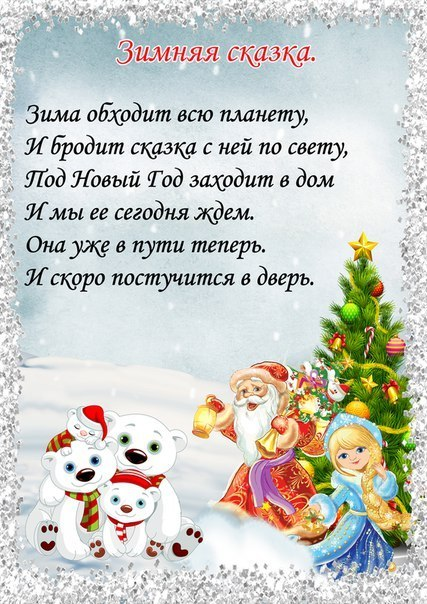 Зимняя сказка.
Зима обходит всю планету,
И бродит сказка с ней по свету,
Под Новый Год заходит в дом
И мы ее сегодня ждем.
Она уже в пути теперь.
И скоро постучится в дверь.